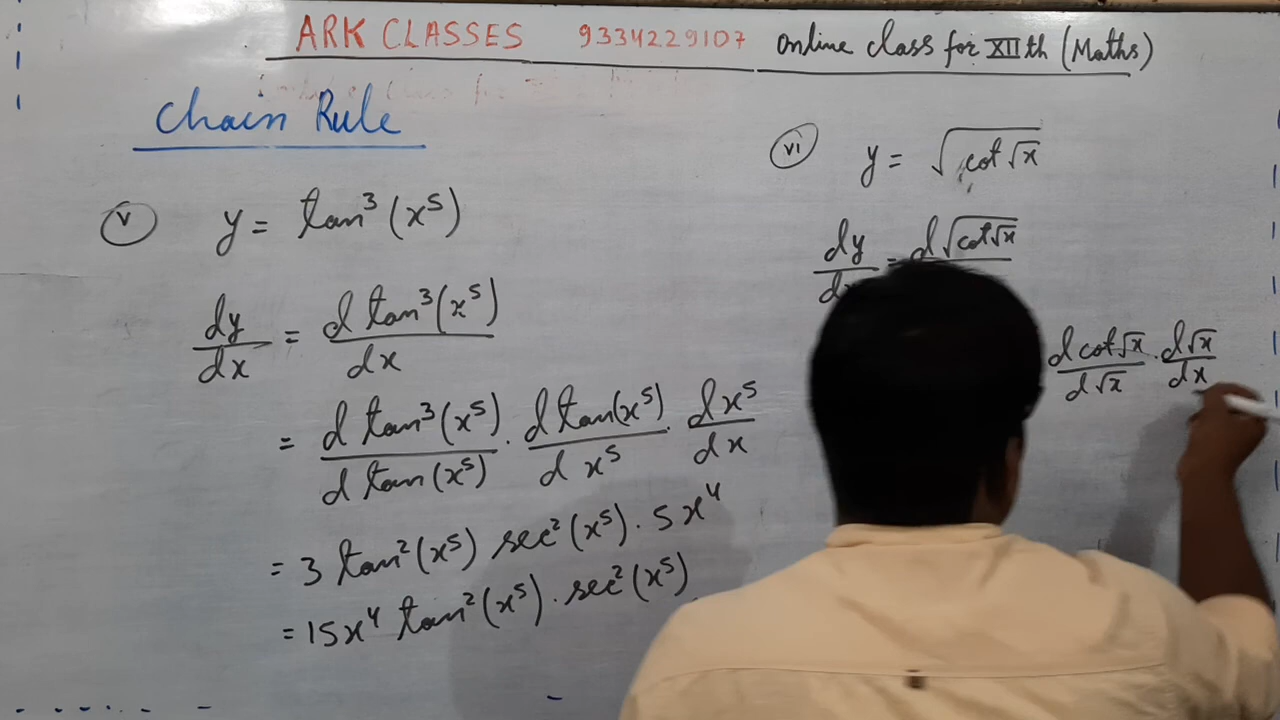 ARK CLASSES 9334229107 Online class for XIIth (Maths)
Chain Rule
(v) y = tan³(x⁵)
dy/dx = d tan³(x⁵)/dx
= d tan³(x⁵)/d tan(x⁵) . d tan(x⁵)/d x⁵ . dx⁵/dx
= 3 tan²(x⁵) sec²(x⁵) . 5x⁴
= 15x⁴ tan²(x⁵) . sec²(x⁵)
(vi) y = √(cot√x)
dy/d = d√(cot√x)
d cot√x/d√x . d√x/dx